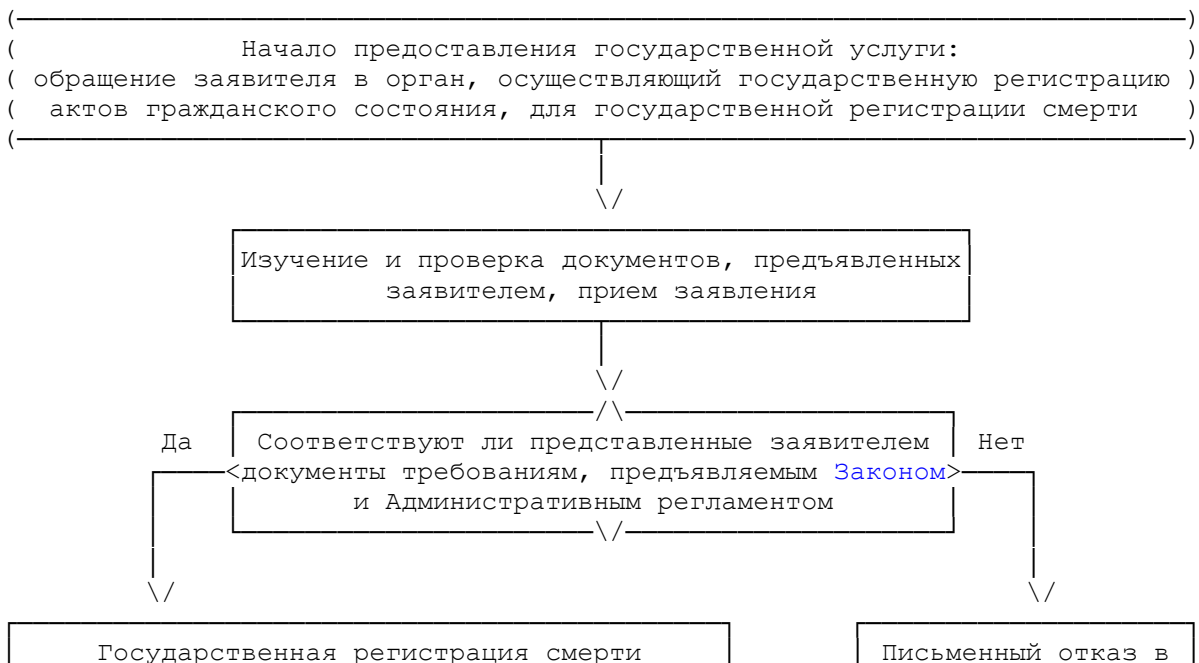 Начало предоставления государственной услуги:
обращение заявителя в орган, осуществляющий государственную регистрацию
актов гражданского состояния, для государственной регистрации смерти
Изучение и проверка документов, предъявленных
заявителем, прием заявления
Да
Соответствуют ли представленные заявителем
Нет
документы требованиям, предъявляемым Законом
и Административным регламентом
Государственная регистрация смерти
Письменный отказ в